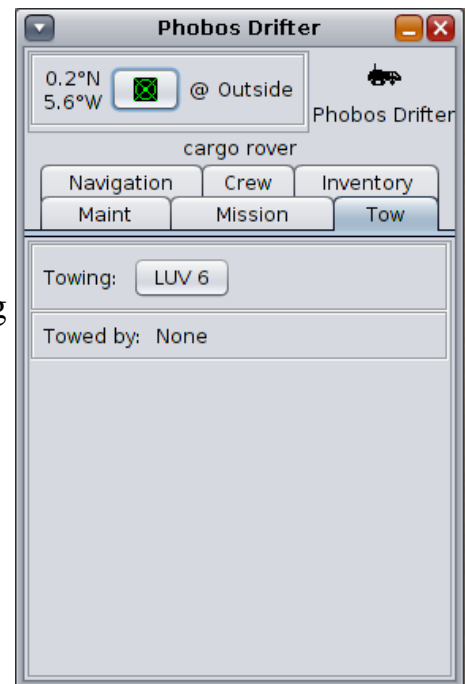 Phobos Drifter
0.2°N
5.6°W
@ Outside
Phobos Drifter
cargo rover
Navigation Crew Inventory
Maint Mission Tow
Towing: LUV 6
g
Towed by: None